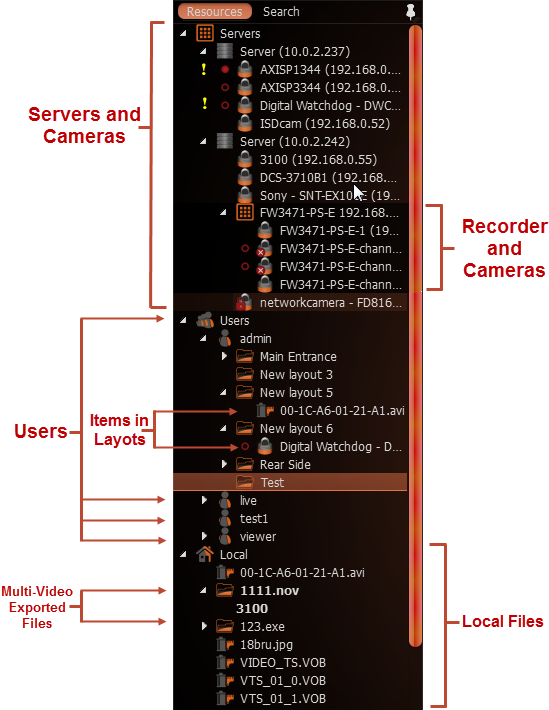 Resources Search
Servers
Server (10.0.2.237)
AXISP1344 (192.168.0....
AXISP3344 (192.168.0....
Digital Watchdog - DWC...
ISDcam (192.168.0.52)
Server (10.0.2.242)
3100 (192.168.0.55)
DCS-3710B1 (192.168....
Sony - SNT-EX10 E (19...
FW3471-PS-E 192.168....
FW3471-PS-E-1 (19...
FW3471-PS-E-chann...
FW3471-PS-E-chann...
FW3471-PS-E-chann...
networkcamera - FD816...
Users
admin
Main Entrance
New layout 3
New layout 5
00-1C-A6-01-21-A1.avi
New layout 6
Digital Watchdog - D...
Rear Side
Test
live
test1
viewer
Local
00-1C-A6-01-21-A1.avi
1111.nov
3100
123.exe
18bru.jpg
VIDEO_TS.VOB
VTS_01_0.VOB
VTS_01_1.VOB
Servers and
Cameras
Recorder
and
Cameras
Users
Items in
Layots
Multi-Video
Exported
Files
Local Files